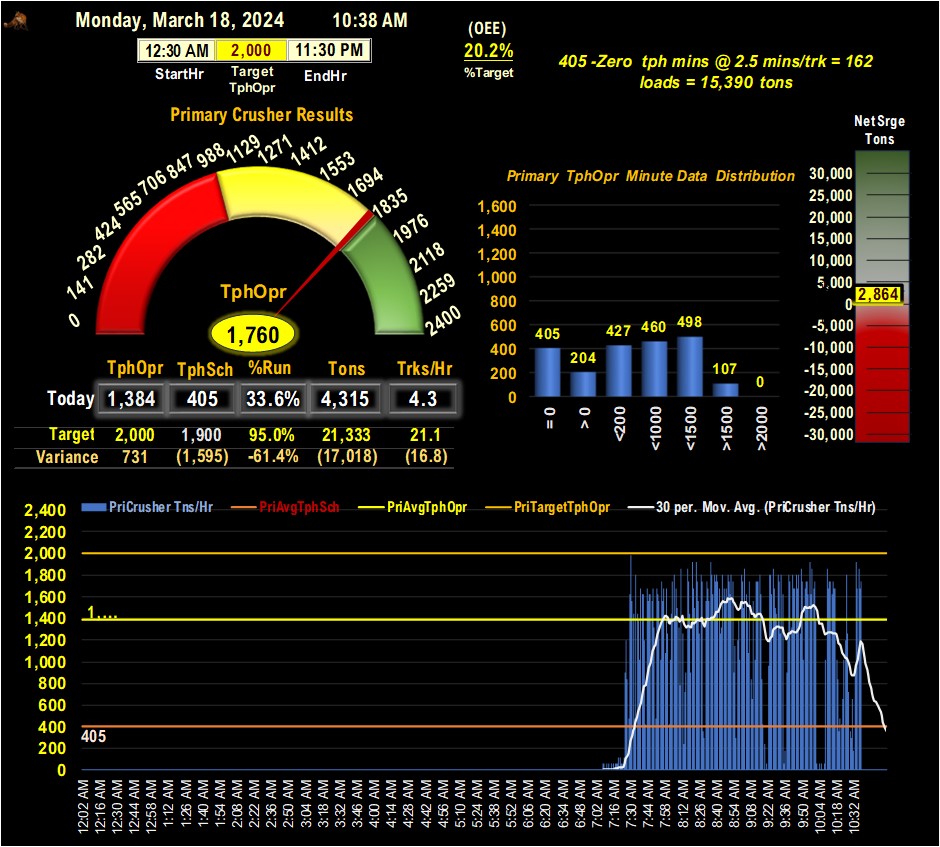 Monday, March 18, 2024 10:38 AM
12:30 AM 2,000 11:30 PM
StartHr Target TphOpr EndHr
(OEE)
20.2%
%Target
405 -Zero tph mins @ 2.5 mins/trk = 162
loads = 15,390 tons
Primary Crusher Results
0
141
282
424
565
706
847
988
1129
1271
1412
1553
1694
1835
1976
2118
2259
2400
TphOpr
1,760
TphOpr TphSch %Run Tons Trks/Hr
Today 1,384 405 33.6% 4,315 4.3
Target 2,000 1,900 95.0% 21,333 21.1
Variance 731 (1,595) -61.4% (17,018) (16.8)
Primary TphOpr Minute Data Distribution
1,600
1,400
1,200
1,000
800
600
400
200
0
405 204 427 460 498 107 0
= 0
> 0
<200
<1000
<1500
>1500
>2000
NetSrge
Tons
30,000
25,000
20,000
15,000
10,000
5,000
2,864
0
-5,000
-10,000
-15,000
-20,000
-25,000
-30,000
PriCrusher Tns/Hr PriAvgTphSch PriAvgTphOpr PriTargetTphOpr 30 per. Mov. Avg. (PriCrusher Tns/Hr)
2,400
2,200
2,000
1,800
1,600
1,400
1,200
1,000
800
600
400
200
0
1....
405
12:02 AM
12:16 AM
12:30 AM
12:44 AM
12:58 AM
1:12 AM
1:26 AM
1:40 AM
1:54 AM
2:08 AM
2:22 AM
2:36 AM
2:50 AM
3:04 AM
3:18 AM
3:32 AM
3:46 AM
4:00 AM
4:14 AM
4:28 AM
4:42 AM
4:56 AM
5:10 AM
5:24 AM
5:38 AM
5:52 AM
6:06 AM
6:20 AM
6:34 AM
6:48 AM
7:02 AM
7:16 AM
7:30 AM
7:44 AM
7:58 AM
8:12 AM
8:26 AM
8:40 AM
8:54 AM
9:08 AM
9:22 AM
9:36 AM
9:50 AM
10:04 AM
10:18 AM
10:32 AM